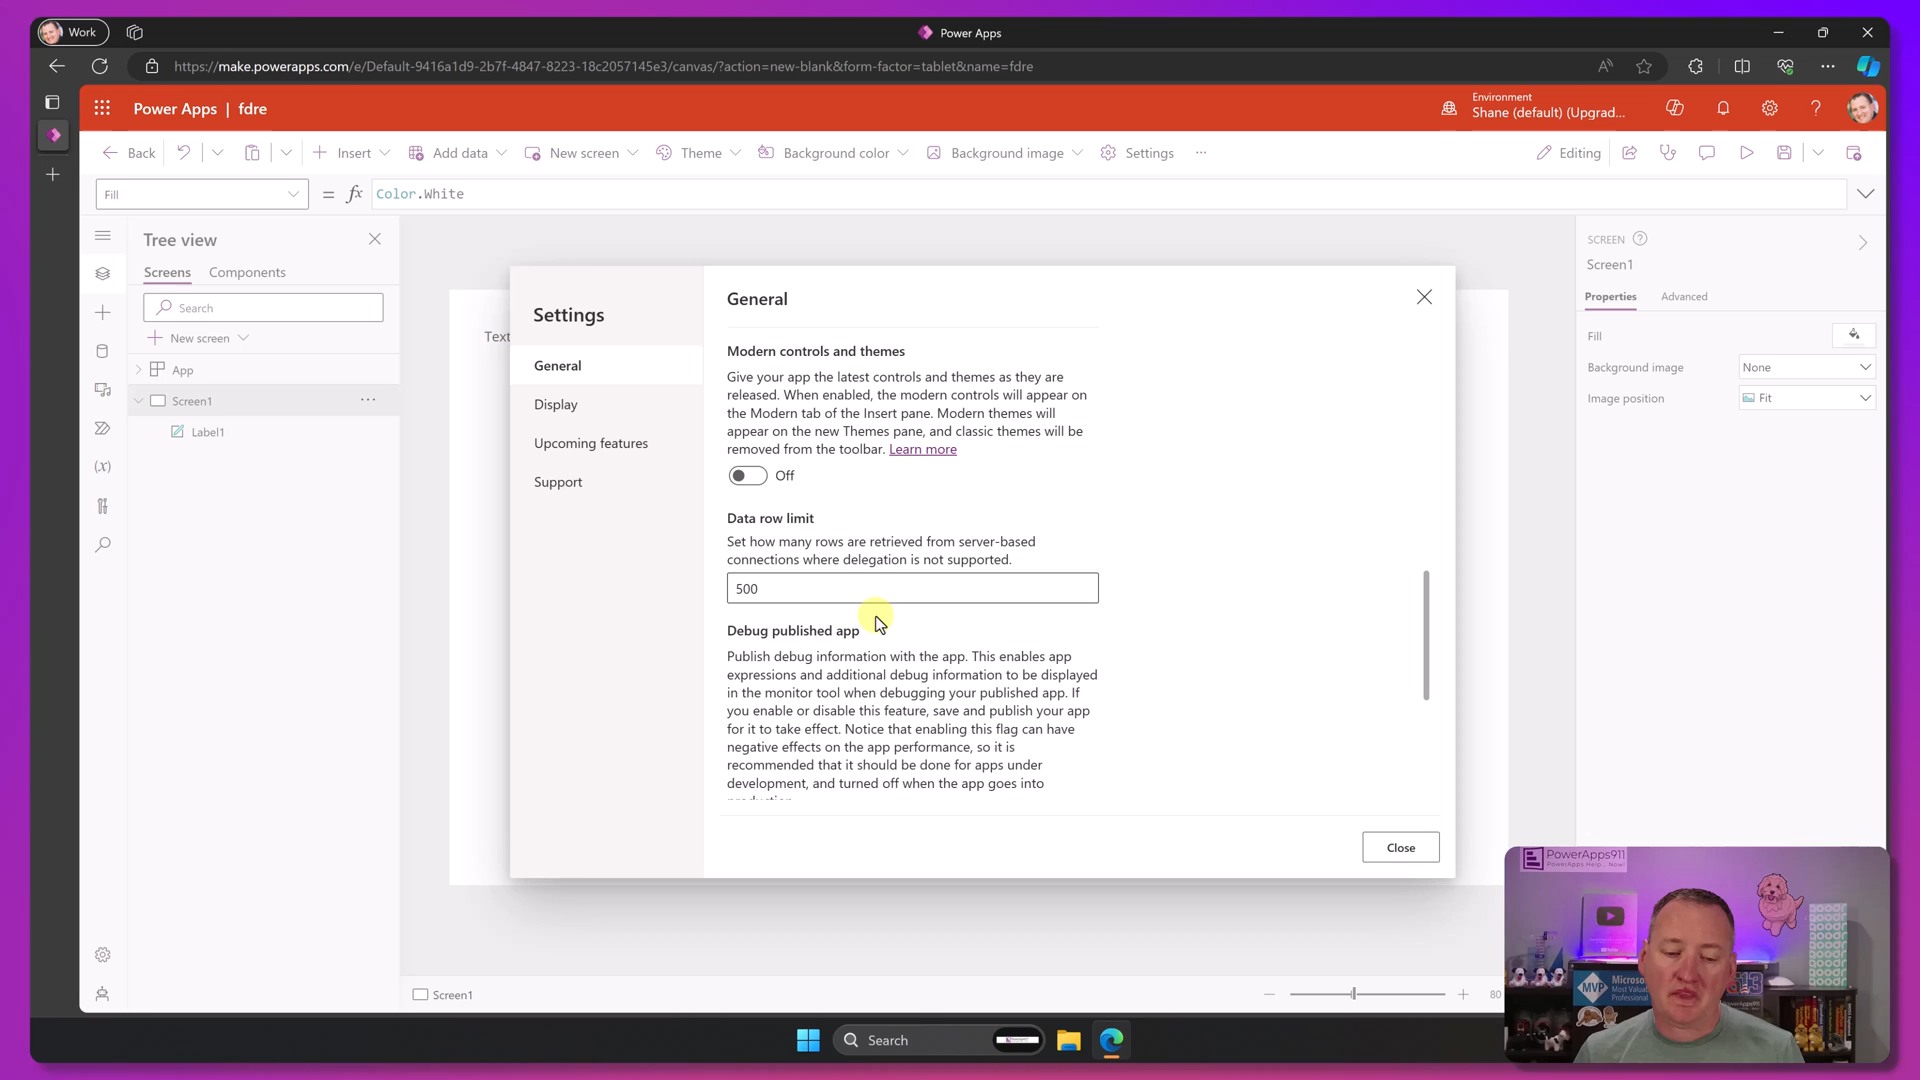 Work
Power Apps
https://make.powerapps.com/e/Default-9416a1d9-2b7f-4847-8223-18c2057145e3/canvas/?action=new-blank&form-factor=tablet&name=fdre
Power Apps | fdre
Environment
Shane (default) (Upgrad...
Back
Insert
Add data
New screen
Theme
Background color
Background image
Settings
Editing
Fill
= fx Color.White
Tree view
Screens
Components
Search
New screen
App
Screen1
Label1
Text
Settings
General
Display
Upcoming features
Support
General
Modern controls and themes
Give your app the latest controls and themes as they are
released. When enabled, the modern controls will appear on
the Modern tab of the Insert pane. Modern themes will
appear on the new Themes pane, and classic themes will be
removed from the toolbar. Learn more
Off
Data row limit
Set how many rows are retrieved from server-based
connections where delegation is not supported.
500
Debug published app
Publish debug information with the app. This enables app
expressions and additional debug information to be displayed
in the monitor tool when debugging your published app. If
you enable or disable this feature, save and publish your app
for it to take effect. Notice that enabling this flag can have
negative effects on the app performance, so it is
recommended that it should be done for apps under
development, and turned off when the app goes into
Close
SCREEN
Screen1
Properties
Advanced
Fill
Background image
None
Image position
Fit
Screen1
80
Search
PowerApps911
PowerApps Help... Now!
MVP
Microso
Most Valua
Professional